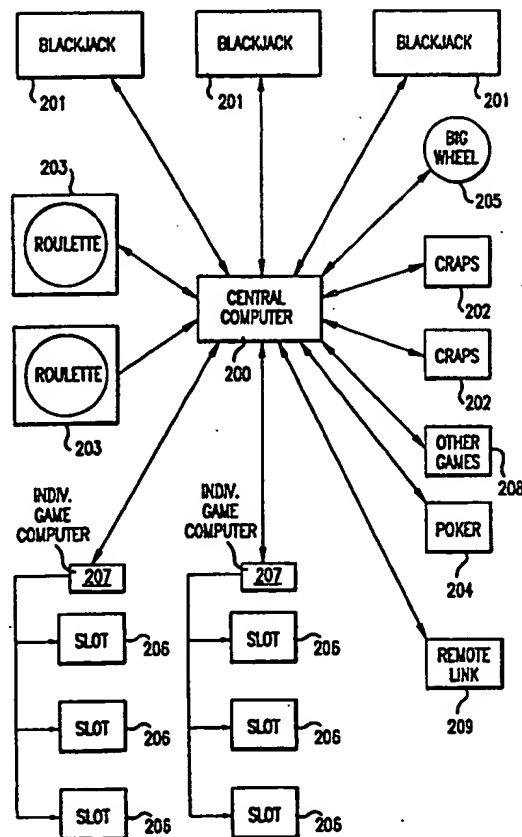 BLACKJACK
BLACKJACK
BLACKJACK
201
201
201
203
BIG
WHEEL
205
ROULETTE
CENTRAL
COMPUTER
200
CRAPS
202
ROULETTE
203
CRAPS
202
OTHER
GAMES
208
INDIV.
GAME
COMPUTER
207
INDIV.
GAME
COMPUTER
207
POKER
204
SLOT
206
SLOT
206
REMOTE
LINK
209
SLOT
206
SLOT
206
SLOT
206
SLOT
206